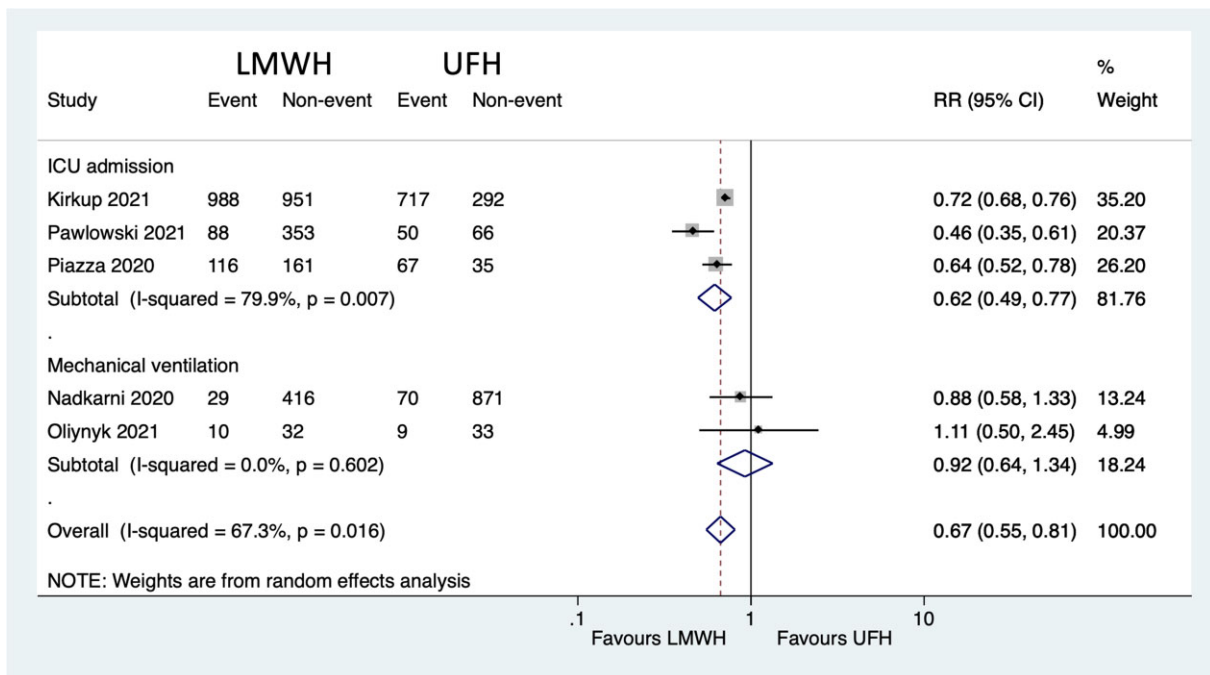 LMWH UFH %
Study Event Non-event Event Non-event RR (95% CI) Weight
ICU admission
Kirkup 2021 988 951 717 292 0.72 (0.68, 0.76) 35.20
Pawlowski 2021 88 353 50 66 0.46 (0.35, 0.61) 20.37
Piazza 2020 116 161 67 35 0.64 (0.52, 0.78) 26.20
Subtotal (I-squared = 79.9%, p = 0.007) 0.62 (0.49, 0.77) 81.76
.
Mechanical ventilation
Nadkarni 2020 29 416 70 871 0.88 (0.58, 1.33) 13.24
Oliynyk 2021 10 32 9 33 1.11 (0.50, 2.45) 4.99
Subtotal (I-squared = 0.0%, p = 0.602) 0.92 (0.64, 1.34) 18.24
.
Overall (I-squared = 67.3%, p = 0.016) 0.67 (0.55, 0.81) 100.00
NOTE: Weights are from random effects analysis
.1 1 10
Favours LMWH Favours UFH